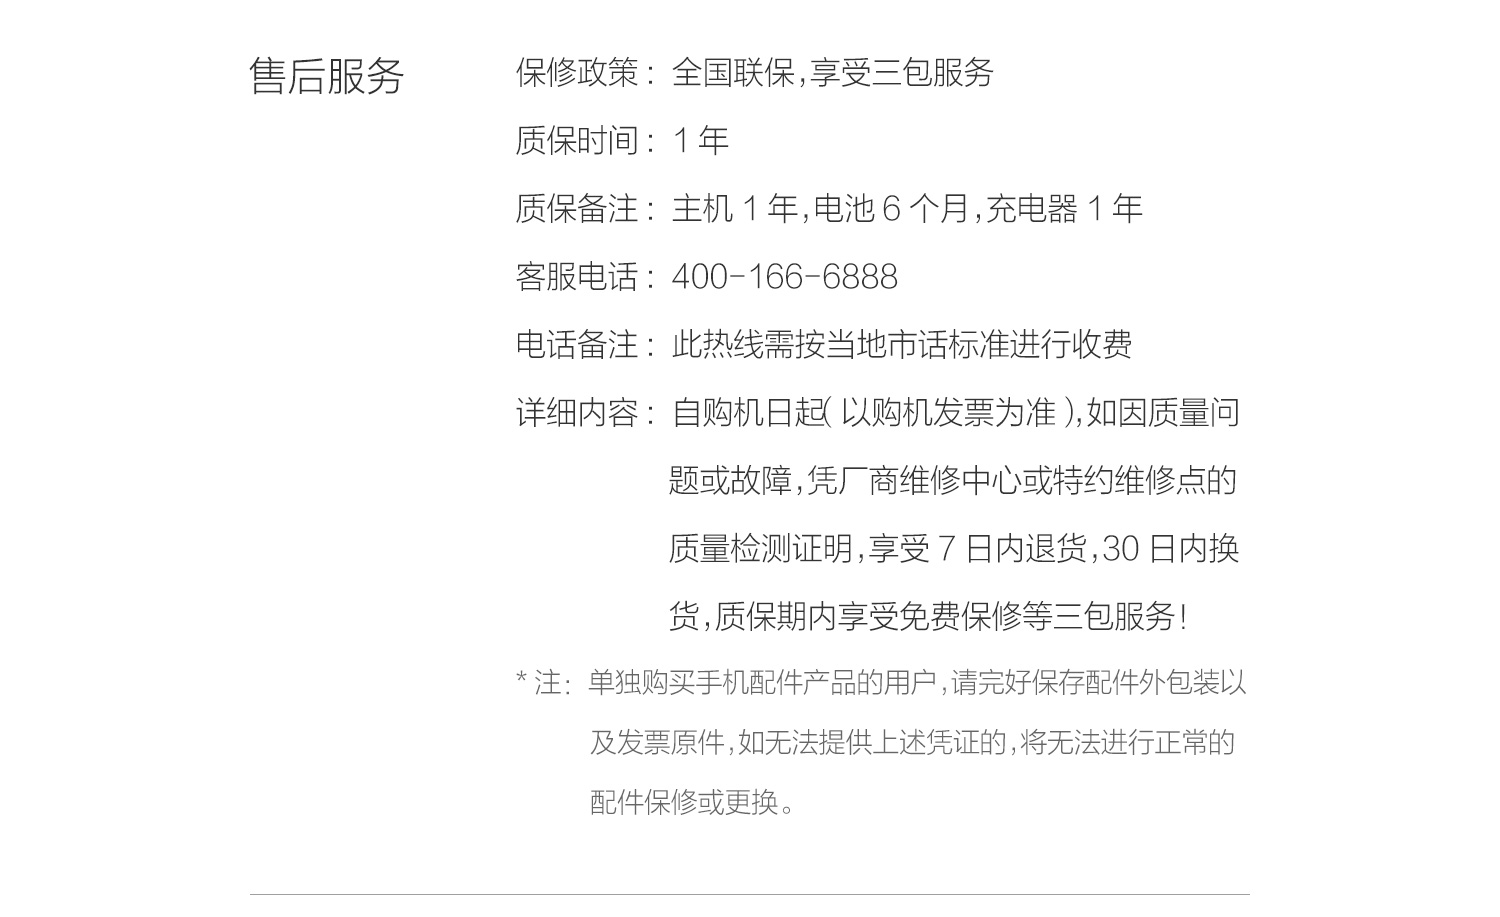 售后服务
保修政策：全国联保，享受三包服务
质保时间：1 年
质保备注：主机 1 年，电池 6 个月，充电器 1 年
客服电话：400-166-6888
电话备注：此热线需按当地市话标准进行收费
详细内容：自购机日起（以购机发票为准），如因质量问
题或故障，凭厂商维修中心或特约维修点的
质量检测证明，享受 7 日内退货，30 日内换
货，质保期内享受免费保修等三包服务！
* 注：单独购买手机配件产品的用户，请完好保存配件外包装以
及发票原件，如无法提供上述凭证的，将无法进行正常的
配件保修或更换。